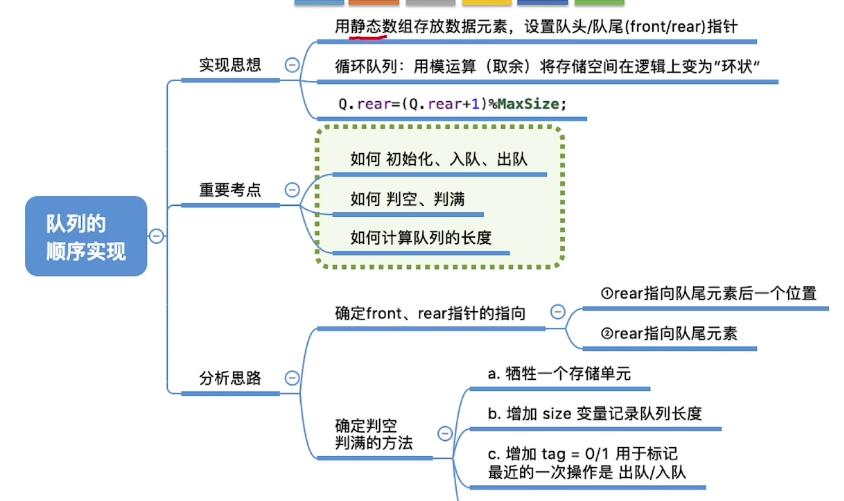 队列的
顺序实现
实现思想
用静态数组存放数据元素，设置队头/队尾(front/rear)指针
循环队列：用模运算（取余）将存储空间在逻辑上变为“环状”
Q.rear=(Q.rear+1)%MaxSize;
重要考点
如何 初始化、入队、出队
如何 判空、判满
如何计算队列的长度
分析思路
确定front、rear指针的指向
①rear指向队尾元素后一个位置
②rear指向队尾元素
确定判空
判满的方法
a. 牺牲一个存储单元
b. 增加 size 变量记录队列长度
c. 增加 tag = 0/1 用于标记
最近的一次操作是 出队/入队